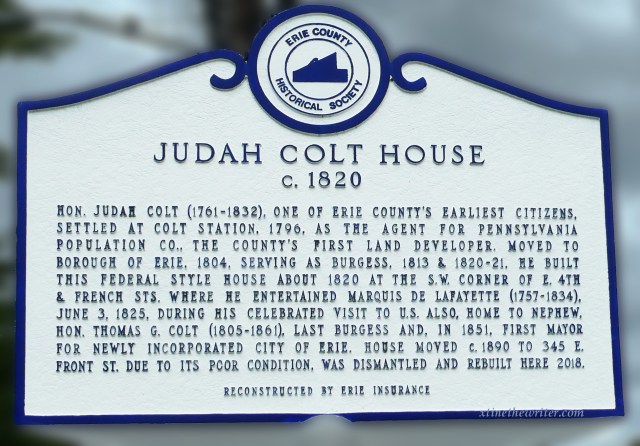 ERIE COUNTY
HISTORICAL SOCIETY
JUDAH COLT HOUSE
c. 1820
HON. JUDAH COLT (1761-1832), ONE OF ERIE COUNTY'S EARLIEST CITIZENS,
SETTLED AT COLT STATION, 1796, AS THE AGENT FOR PENNSYLVANIA
POPULATION CO., THE COUNTY'S FIRST LAND DEVELOPER. MOVED TO
BOROUGH OF ERIE, 1804, SERVING AS BURGESS, 1813 & 1820-21. HE BUILT
THIS FEDERAL STYLE HOUSE ABOUT 1820 AT THE S.W. CORNER OF E. 4TH
& FRENCH STS. WHERE HE ENTERTAINED MARQUIS DE LAFAYETTE (1757-1834),
JUNE 3, 1825, DURING HIS CELEBRATED VISIT TO U.S. ALSO, HOME TO NEPHEW,
HON. THOMAS G. COLT (1805-1861), LAST BURGESS AND, IN 1851, FIRST MAYOR
FOR NEWLY INCORPORATED CITY OF ERIE. HOUSE MOVED c. 1890 TO 345 E.
FRONT ST. DUE TO ITS POOR CONDITION, WAS DISMANTLED AND REBUILT HERE 2018.
RECONSTRUCTED BY ERIE INSURANCE
xtinethewriter.com